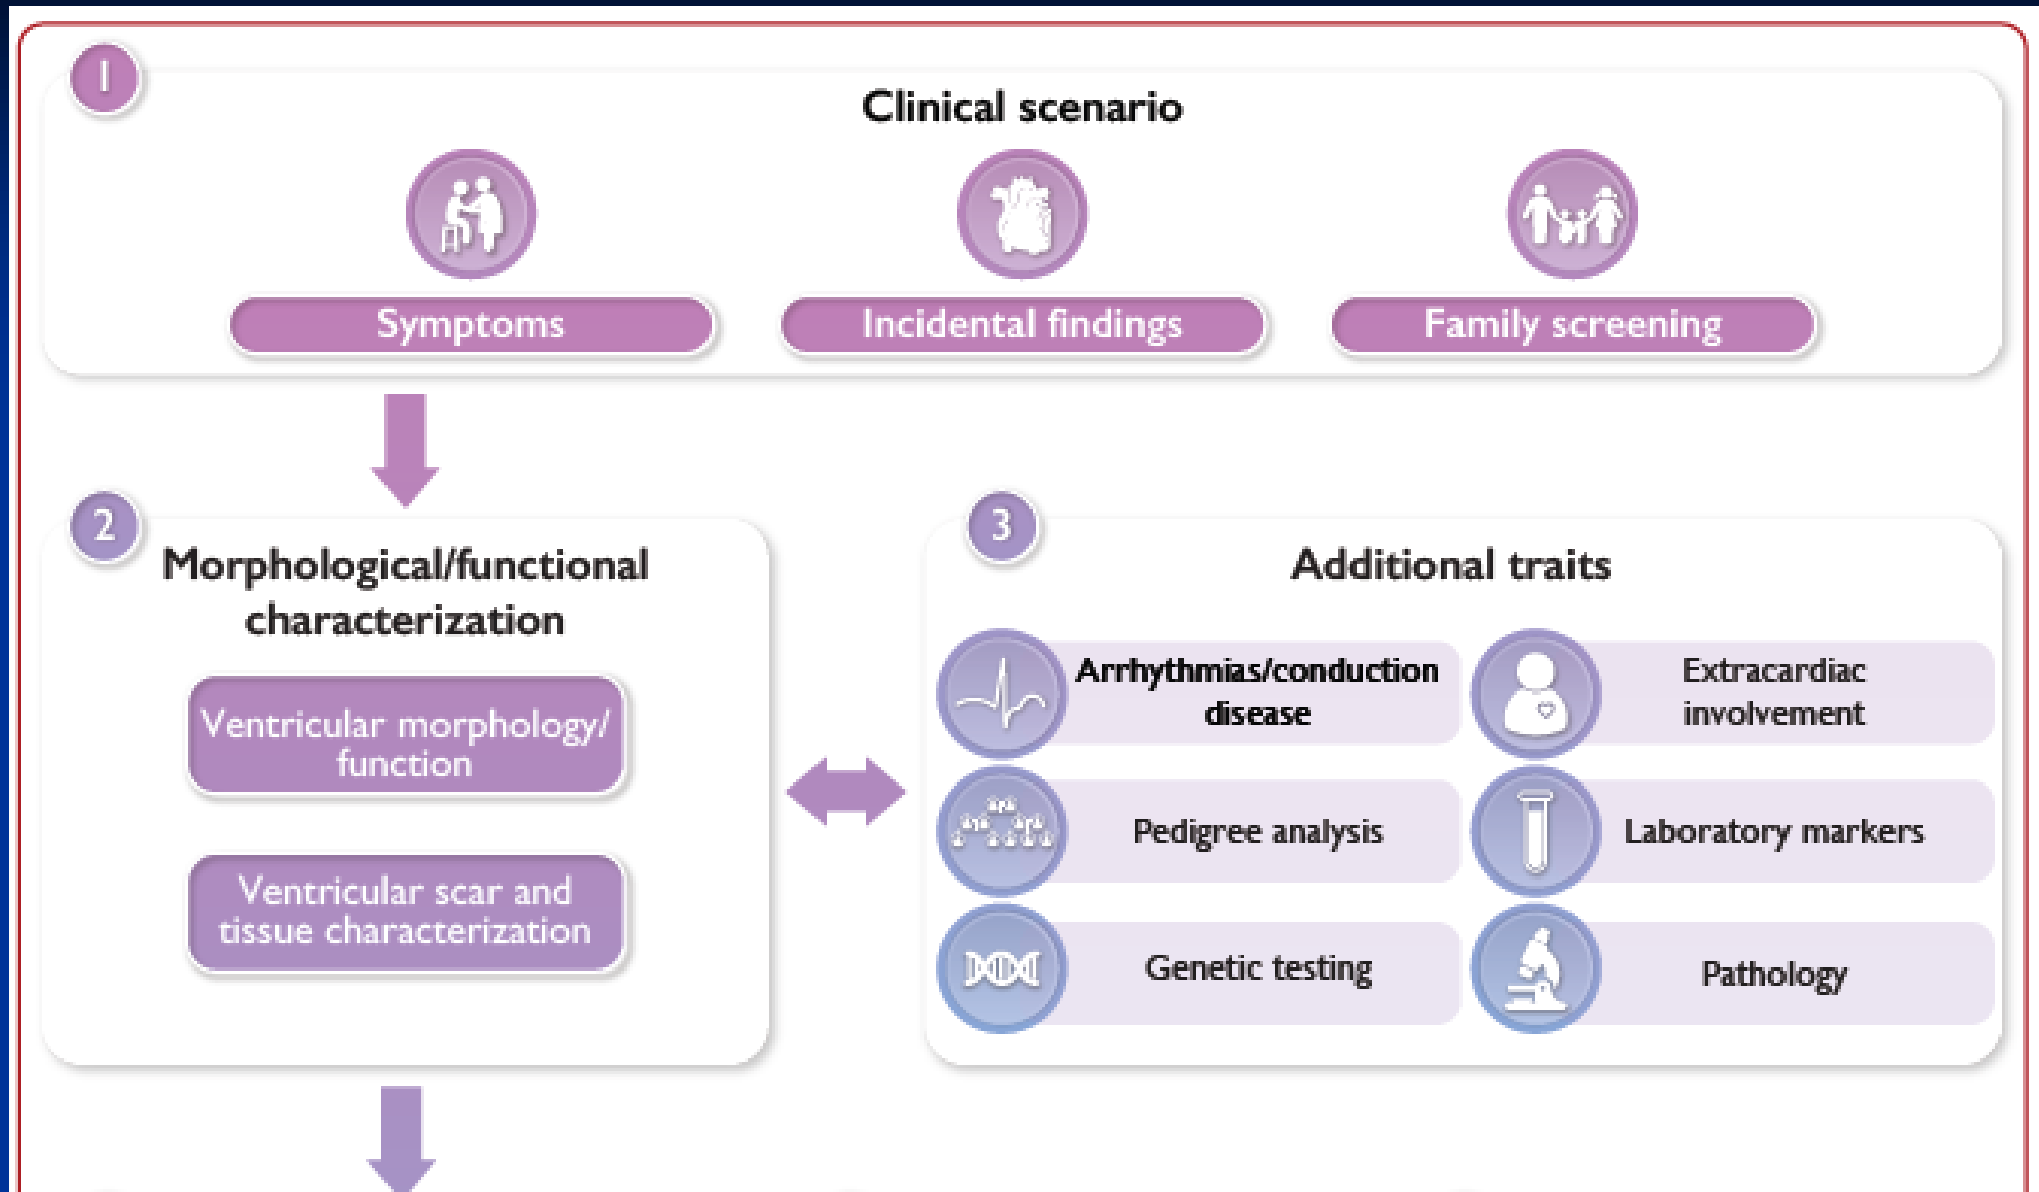 1
Clinical scenario
Symptoms
Incidental findings
Family screening
2
Morphological/functional
characterization
Ventricular morphology/
function
Ventricular scar and
tissue characterization
3
Additional traits
Arrhythmias/conduction
disease
Extracardiac
involvement
Pedigree analysis
Laboratory markers
Genetic testing
Pathology